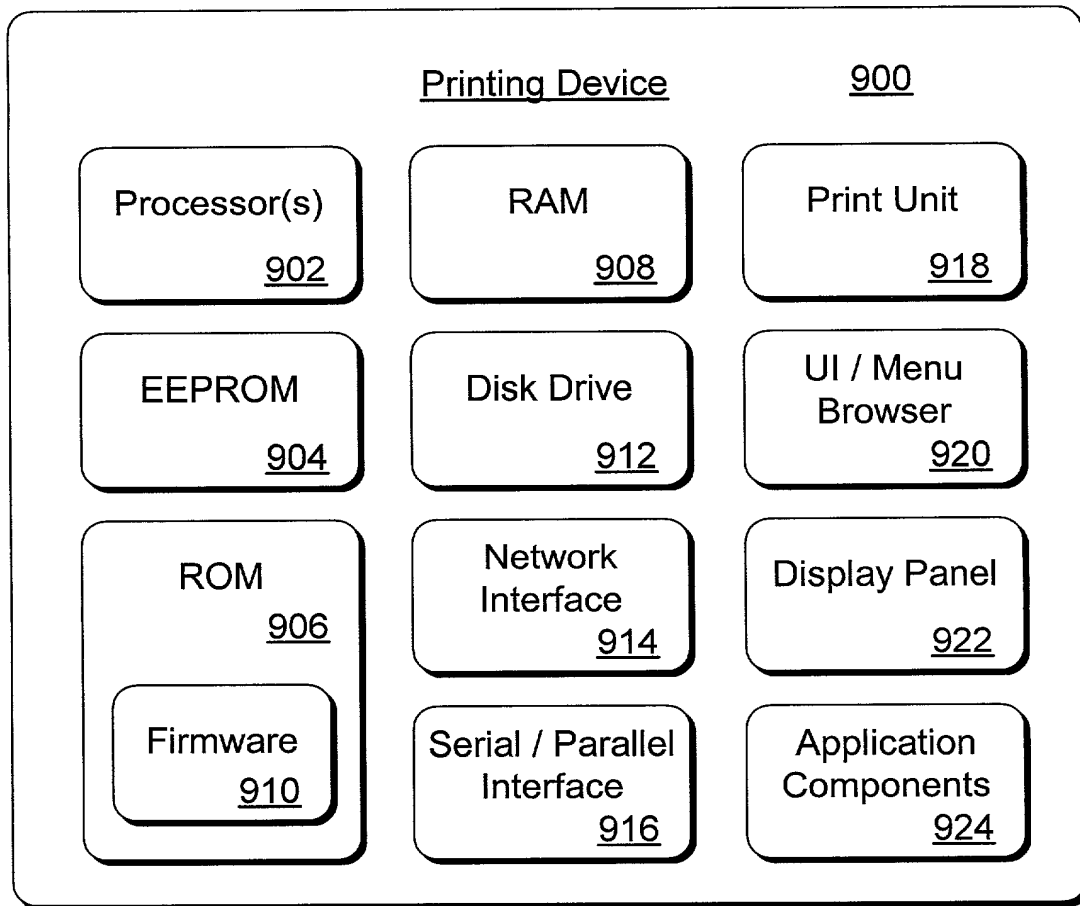 Printing Device 900
Processor(s)
902
RAM
908
Print Unit
918
EEPROM
904
Disk Drive
912
UI / Menu
Browser
920
ROM
906
Firmware
910
Network
Interface
914
Display Panel
922
Serial / Parallel
Interface
916
Application
Components
924